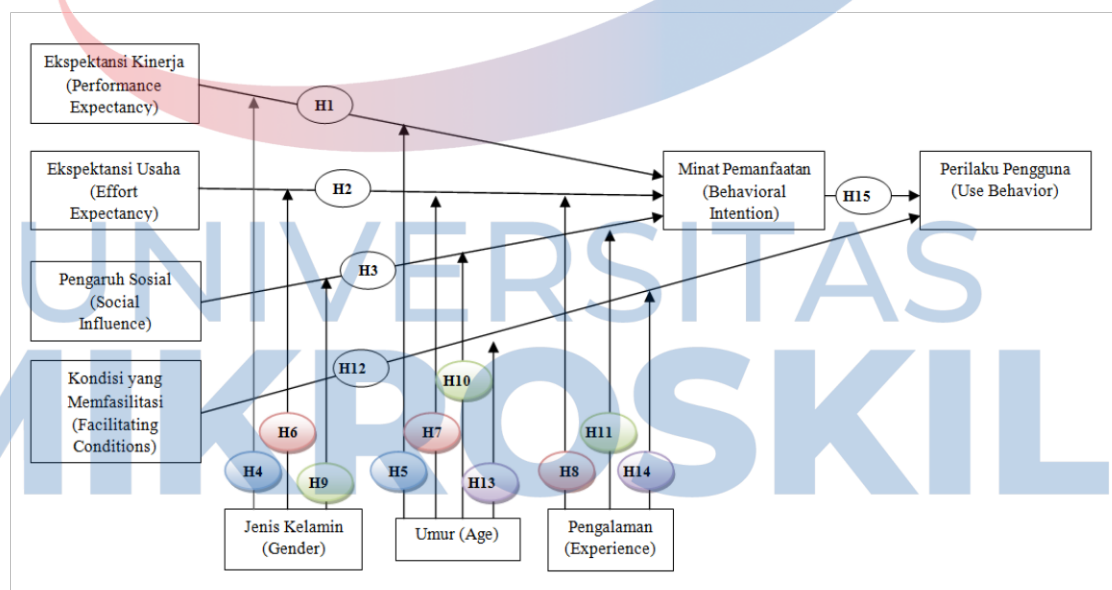 Ekspektansi Kinerja
(Performance
Expectancy)
H1
Ekspektansi Usaha
(Effort
Expectancy)
H2
Minat Pemanfaatan
(Behavioral
Intention)
H15
Perilaku Pengguna
(Use Behavior)
UNIVERSITAS
Pengaruh Sosial
(Social
Influence)
H3
Kondisi yang
Memfasilitasi
(Facilitating
Conditions)
H12
H10
MIKROSKIL
H6
H7
H11
H4
H9
H5
H13
H8
H14
Jenis Kelamin
(Gender)
Umur (Age)
Pengalaman
(Experience)